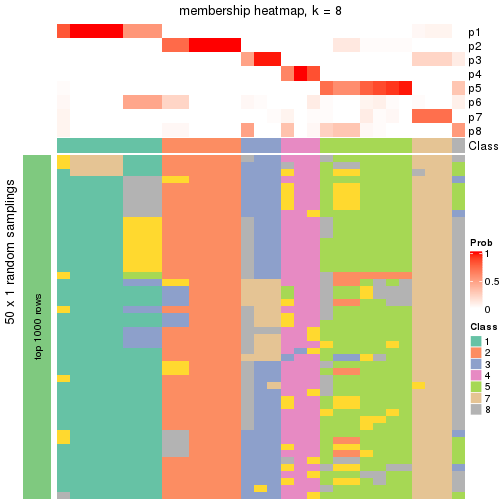 membership heatmap, k = 8
p1
p2
p3
p4
p5
p6
p7
p8
Class
50 x 1 random samplings
top 1000 rows
Prob
1
0.5
0
Class
1
2
3
4
5
7
8